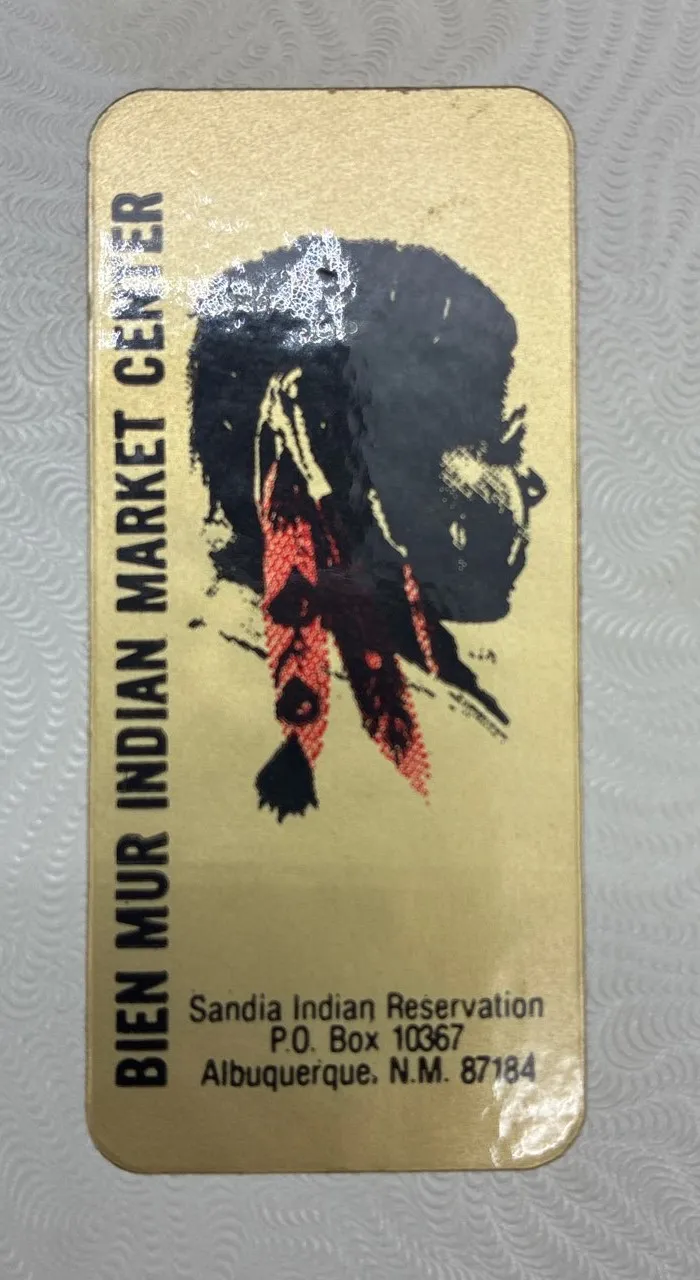 BIEN MUR INDIAN MARKET CENTER
Sandia Indian Reservation
P.O. Box 10367
Albuquerque, N.M. 87184